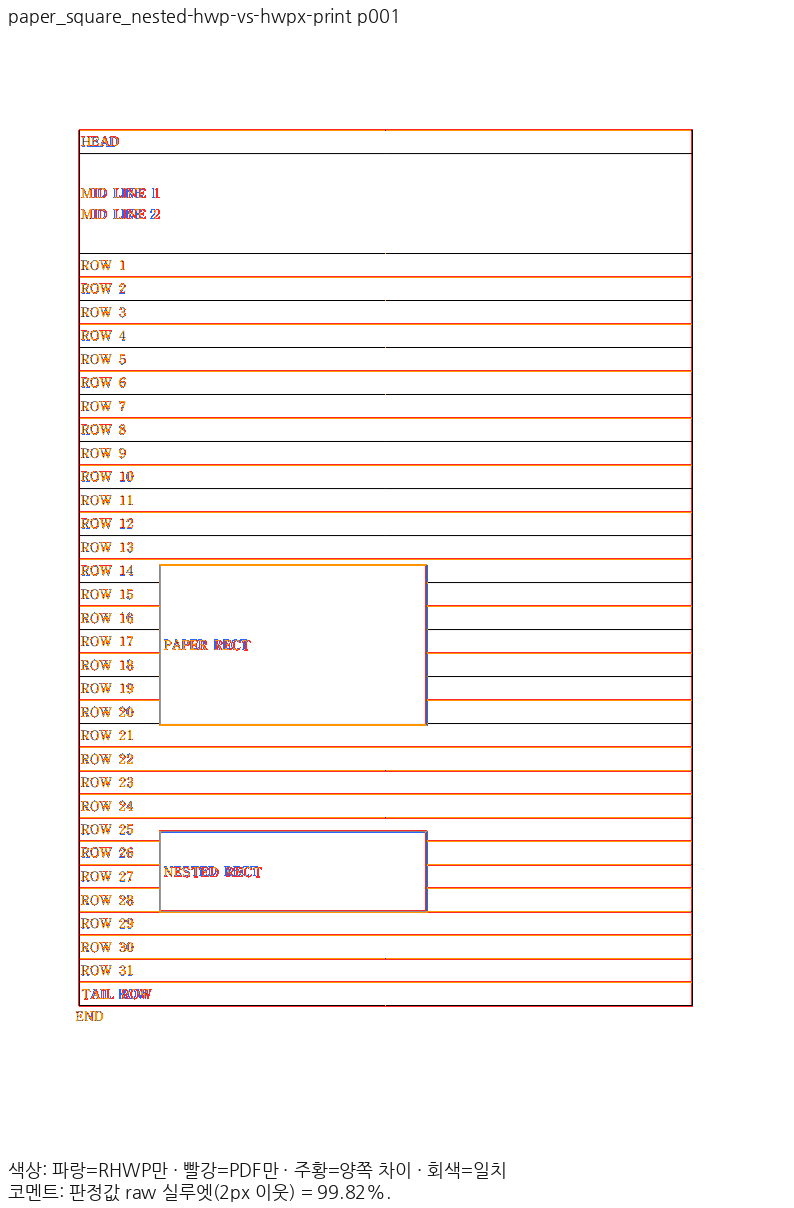 paper_square_nested-hwp-vs-hwpx-print p001
HEAD
MID LINE 1
MID LINE 2
ROW 1
ROW 2
ROW 3
ROW 4
ROW 5
ROW 6
ROW 7
ROW 8
ROW 9
ROW 10
ROW 11
ROW 12
ROW 13
ROW 14
ROW 15
ROW 16
ROW 17
PAPER RECT
ROW 18
ROW 19
ROW 20
ROW 21
ROW 22
ROW 23
ROW 24
ROW 25
ROW 26
ROW 27
NESTED RECT
ROW 28
ROW 29
ROW 30
ROW 31
TAIL ROW
END
색상: 파랑=RHWP만 · 빨강=PDF만 · 주황=양쪽 차이 · 회색=일치
코멘트: 판정값 raw 실루엣(2px 이웃) = 99.82%.